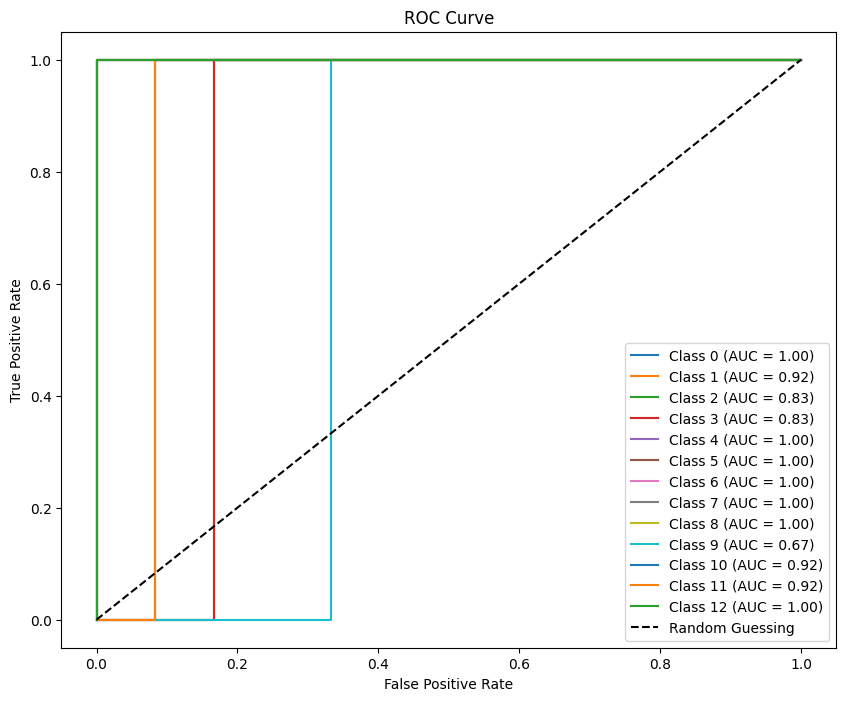 ROC Curve
True Positive Rate
1.0
0.8
0.6
0.4
0.2
0.0
Class 0 (AUC = 1.00)
Class 1 (AUC = 0.92)
Class 2 (AUC = 0.83)
Class 3 (AUC = 0.83)
Class 4 (AUC = 1.00)
Class 5 (AUC = 1.00)
Class 6 (AUC = 1.00)
Class 7 (AUC = 1.00)
Class 8 (AUC = 1.00)
Class 9 (AUC = 0.67)
Class 10 (AUC = 0.92)
Class 11 (AUC = 0.92)
Class 12 (AUC = 1.00)
Random Guessing
0.0 0.2 0.4 0.6 0.8 1.0
False Positive Rate